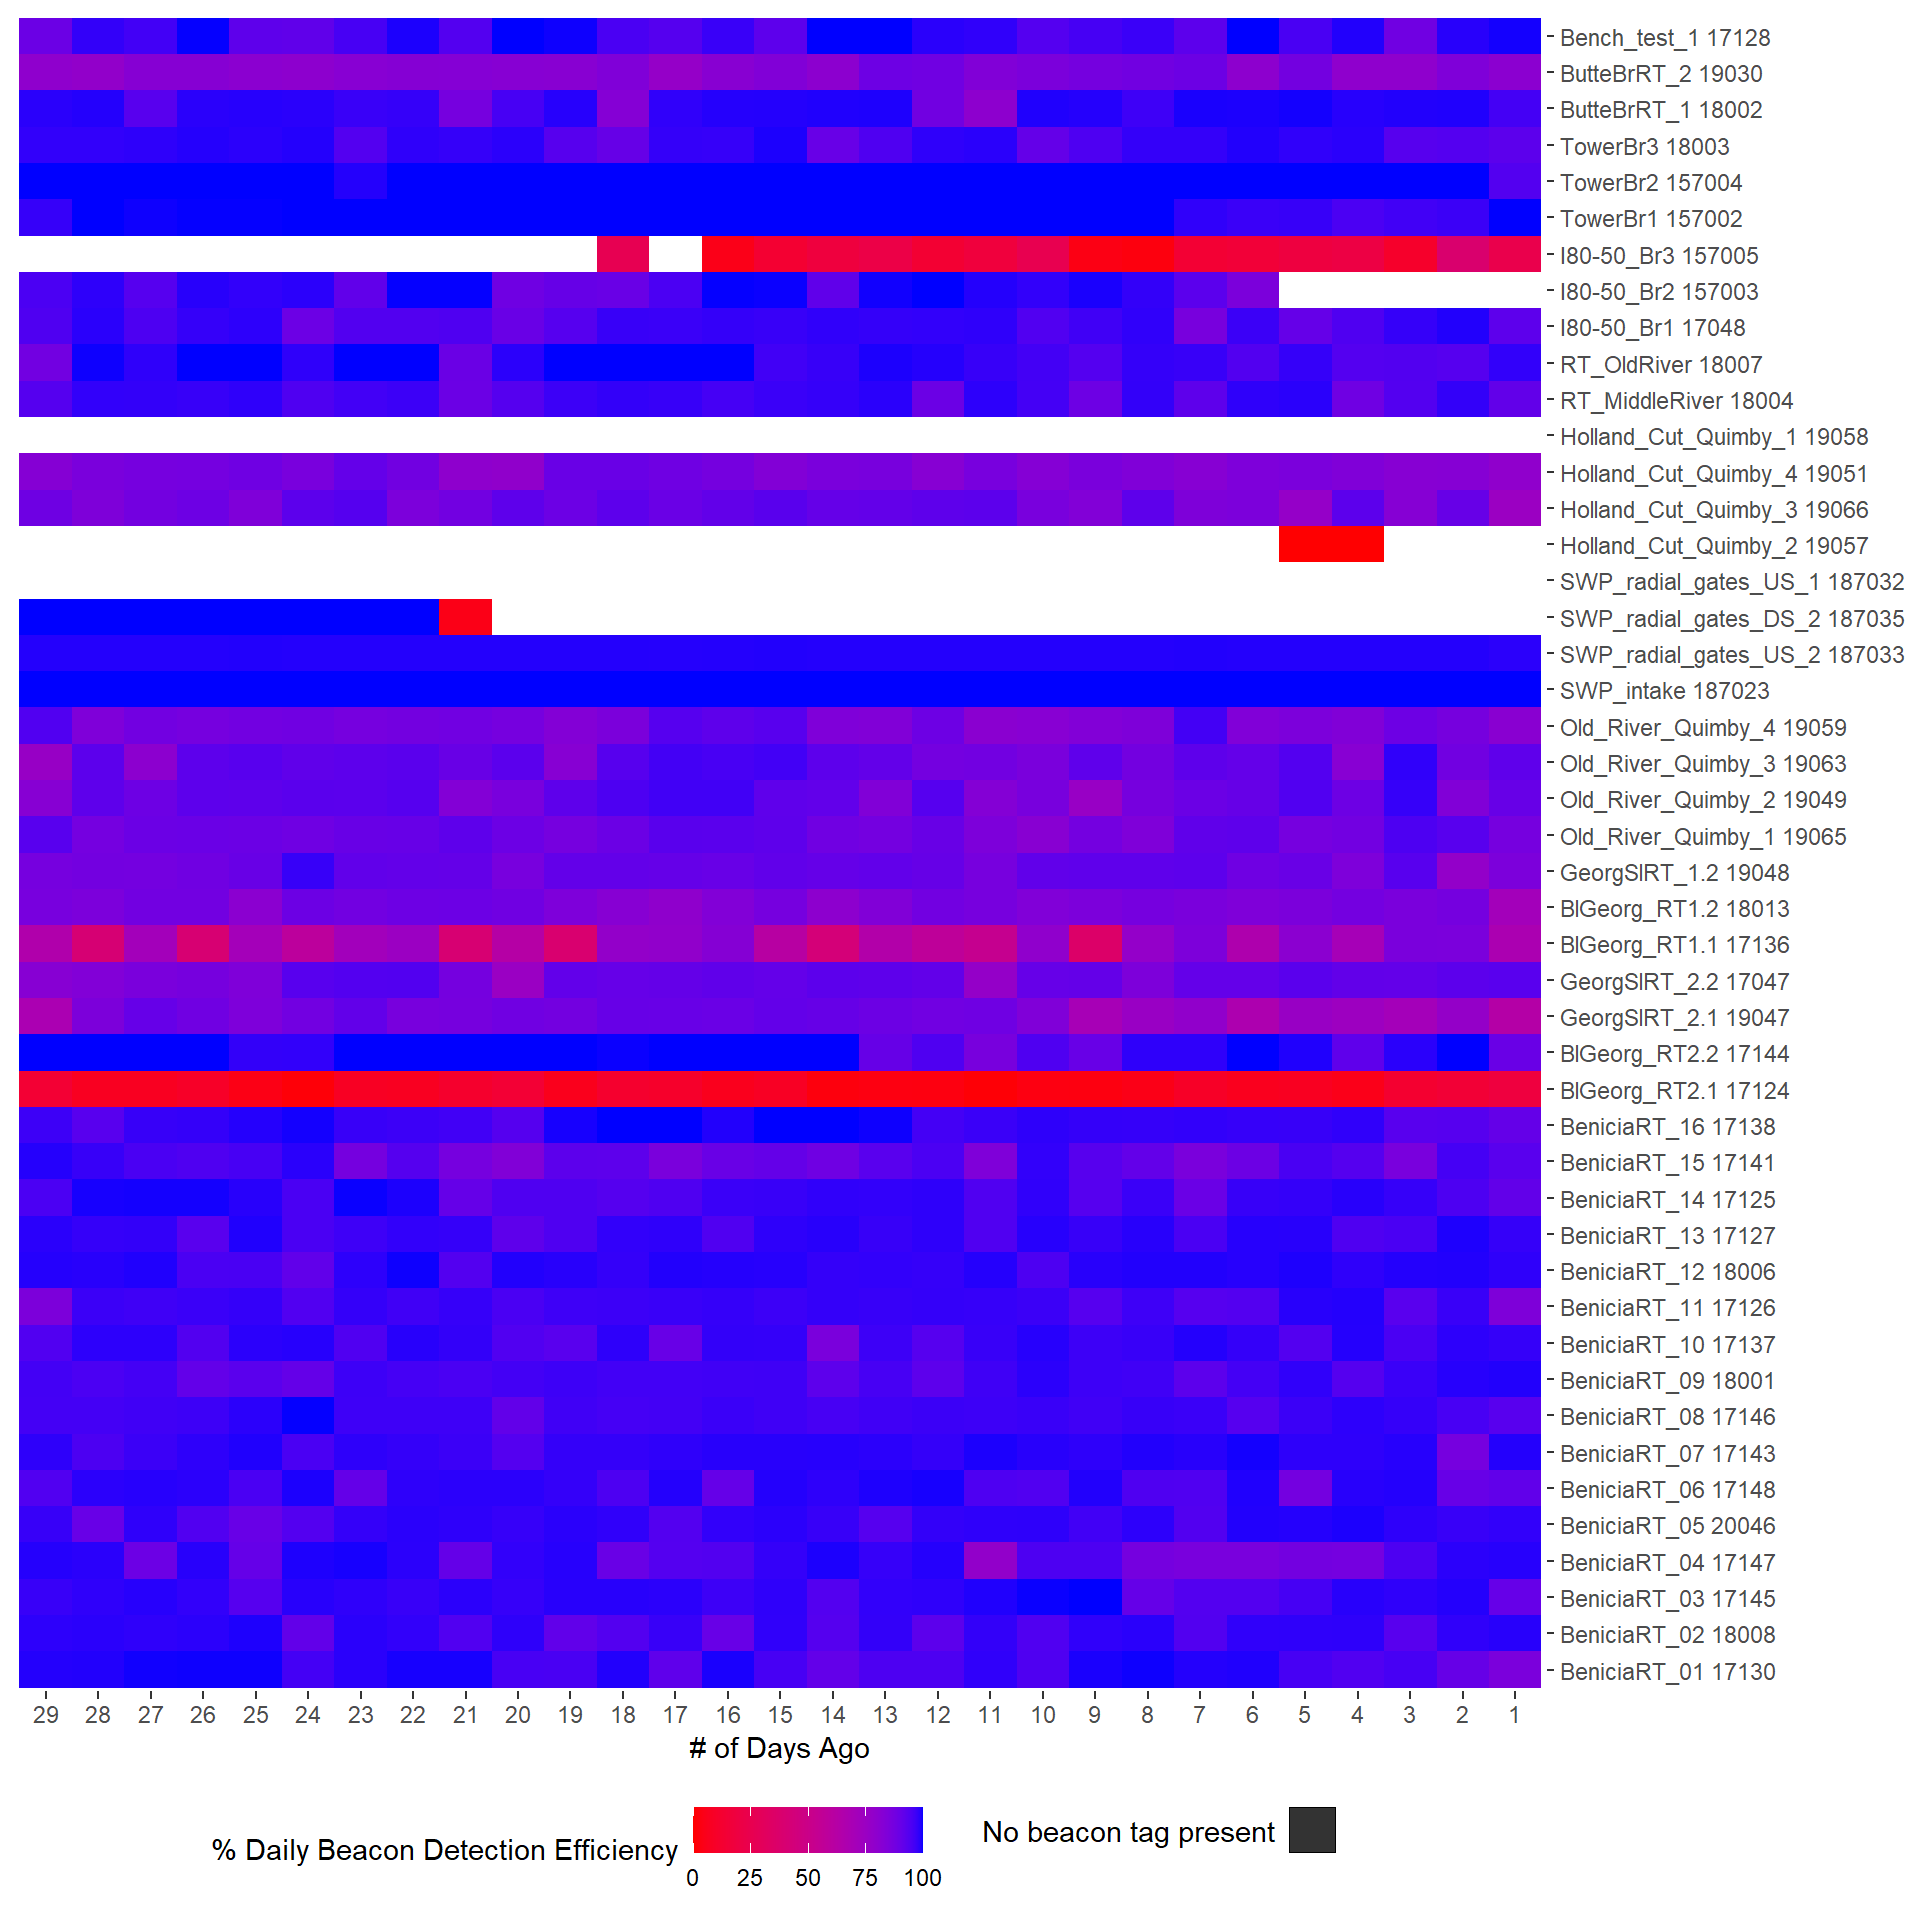 Bench_test_1 17128
ButteBrRT_2 19030
ButteBrRT_1 18002
TowerBr3 18003
TowerBr2 157004
TowerBr1 157002
I80-50_Br3 157005
I80-50_Br2 157003
I80-50_Br1 17048
RT_OldRiver 18007
RT_MiddleRiver 18004
Holland_Cut_Quimby_1 19058
Holland_Cut_Quimby_4 19051
Holland_Cut_Quimby_3 19066
Holland_Cut_Quimby_2 19057
SWP_radial_gates_US_1 187032
SWP_radial_gates_DS_2 187035
SWP_radial_gates_US_2 187033
SWP_intake 187023
Old_River_Quimby_4 19059
Old_River_Quimby_3 19063
Old_River_Quimby_2 19049
Old_River_Quimby_1 19065
GeorgSlRT_1.2 19048
BlGeorg_RT1.2 18013
BlGeorg_RT1.1 17136
GeorgSlRT_2.2 17047
GeorgSlRT_2.1 19047
BlGeorg_RT2.2 17144
BlGeorg_RT2.1 17124
BeniciaRT_16 17138
BeniciaRT_15 17141
BeniciaRT_14 17125
BeniciaRT_13 17127
BeniciaRT_12 18006
BeniciaRT_11 17126
BeniciaRT_10 17137
BeniciaRT_09 18001
BeniciaRT_08 17146
BeniciaRT_07 17143
BeniciaRT_06 17148
BeniciaRT_05 20046
BeniciaRT_04 17147
BeniciaRT_03 17145
BeniciaRT_02 18008
BeniciaRT_01 17130
29 28 27 26 25 24 23 22 21 20 19 18 17 16 15 14 13 12 11 10 9 8 7 6 5 4 3 2 1
# of Days Ago
% Daily Beacon Detection Efficiency
0 25 50 75 100
No beacon tag present